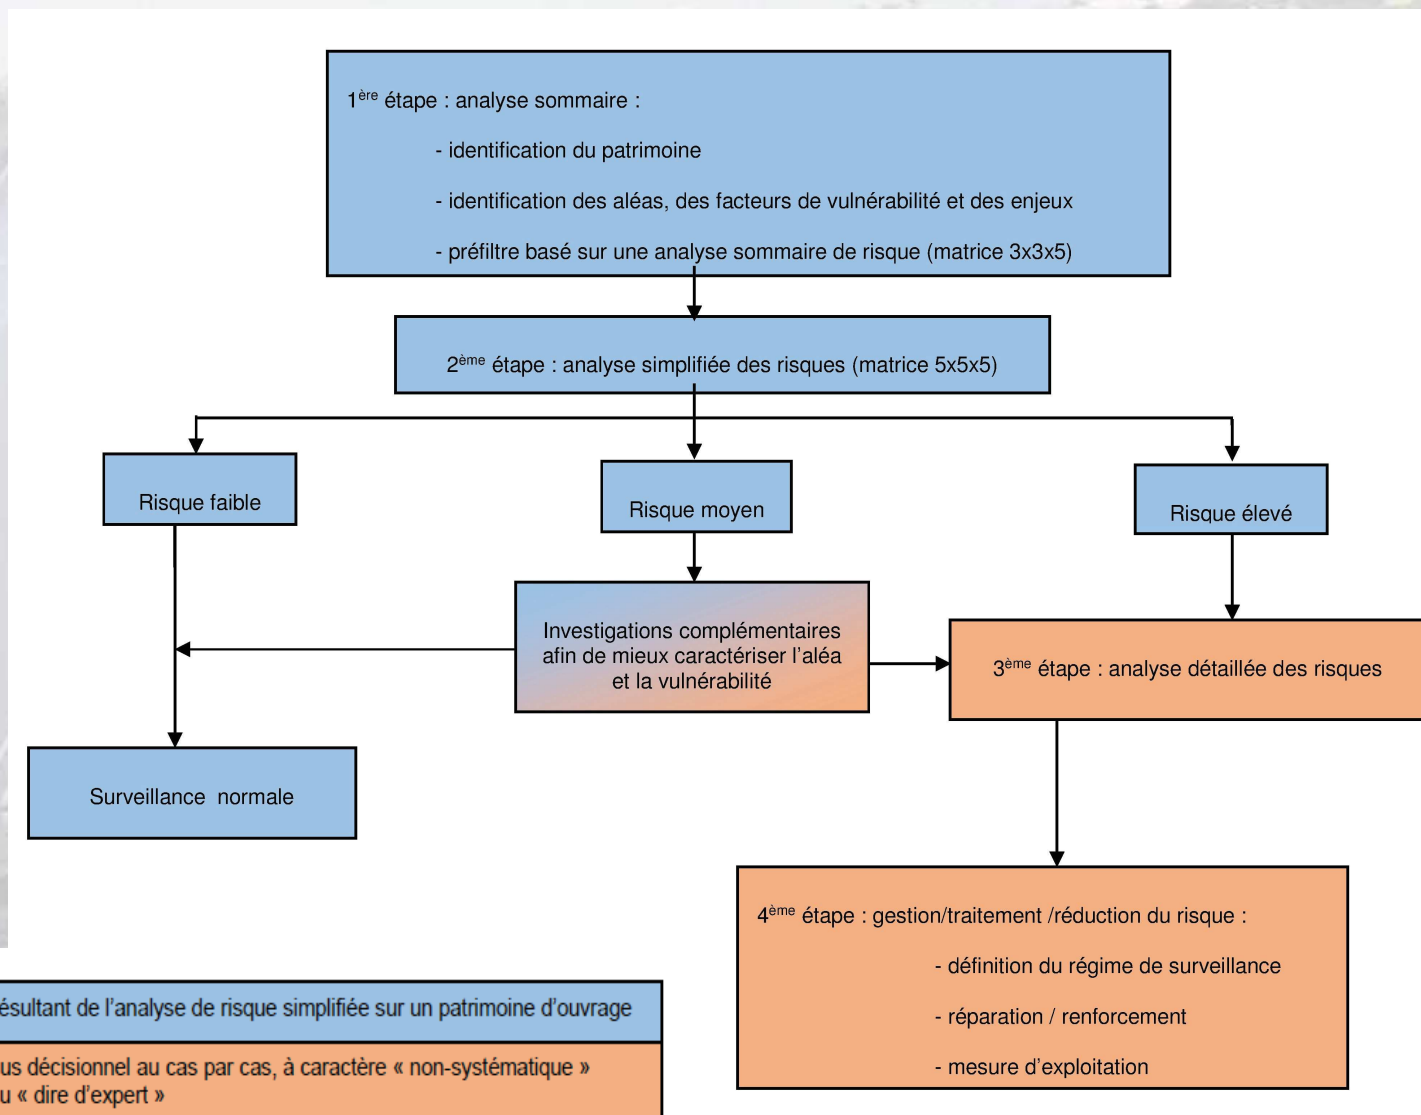 1ère étape : analyse sommaire :
- identification du patrimoine
- identification des aléas, des facteurs de vulnérabilité et des enjeux
- préfiltre basé sur une analyse sommaire de risque (matrice 3x3x5)
2ème étape : analyse simplifiée des risques (matrice 5x5x5)
Risque faible
Risque moyen
Risque élevé
Investigations complémentaires
afin de mieux caractériser l'aléa
et la vulnérabilité
3ème étape : analyse détaillée des risques
Surveillance normale
4ème étape : gestion/traitement /réduction du risque :
- définition du régime de surveillance
- réparation / renforcement
- mesure d'exploitation
de l'analyse de risque simplifiée sur un patrimoine d'ouvrage
décisionnel au cas par cas, à caractère « non-systématique »
« dire d'expert »